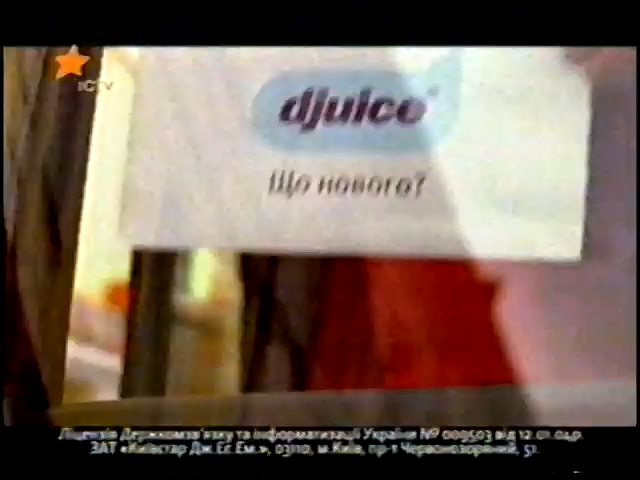 ICTV
djuice
Що нового?
Ліцензія Держкомзв'язку та інформатизації України № 009503 від 12.01.04р.
ЗАТ «Київстар Дж.Ес.Ем.», 03110, м.Київ, пр-т Червонозоряний, 51.